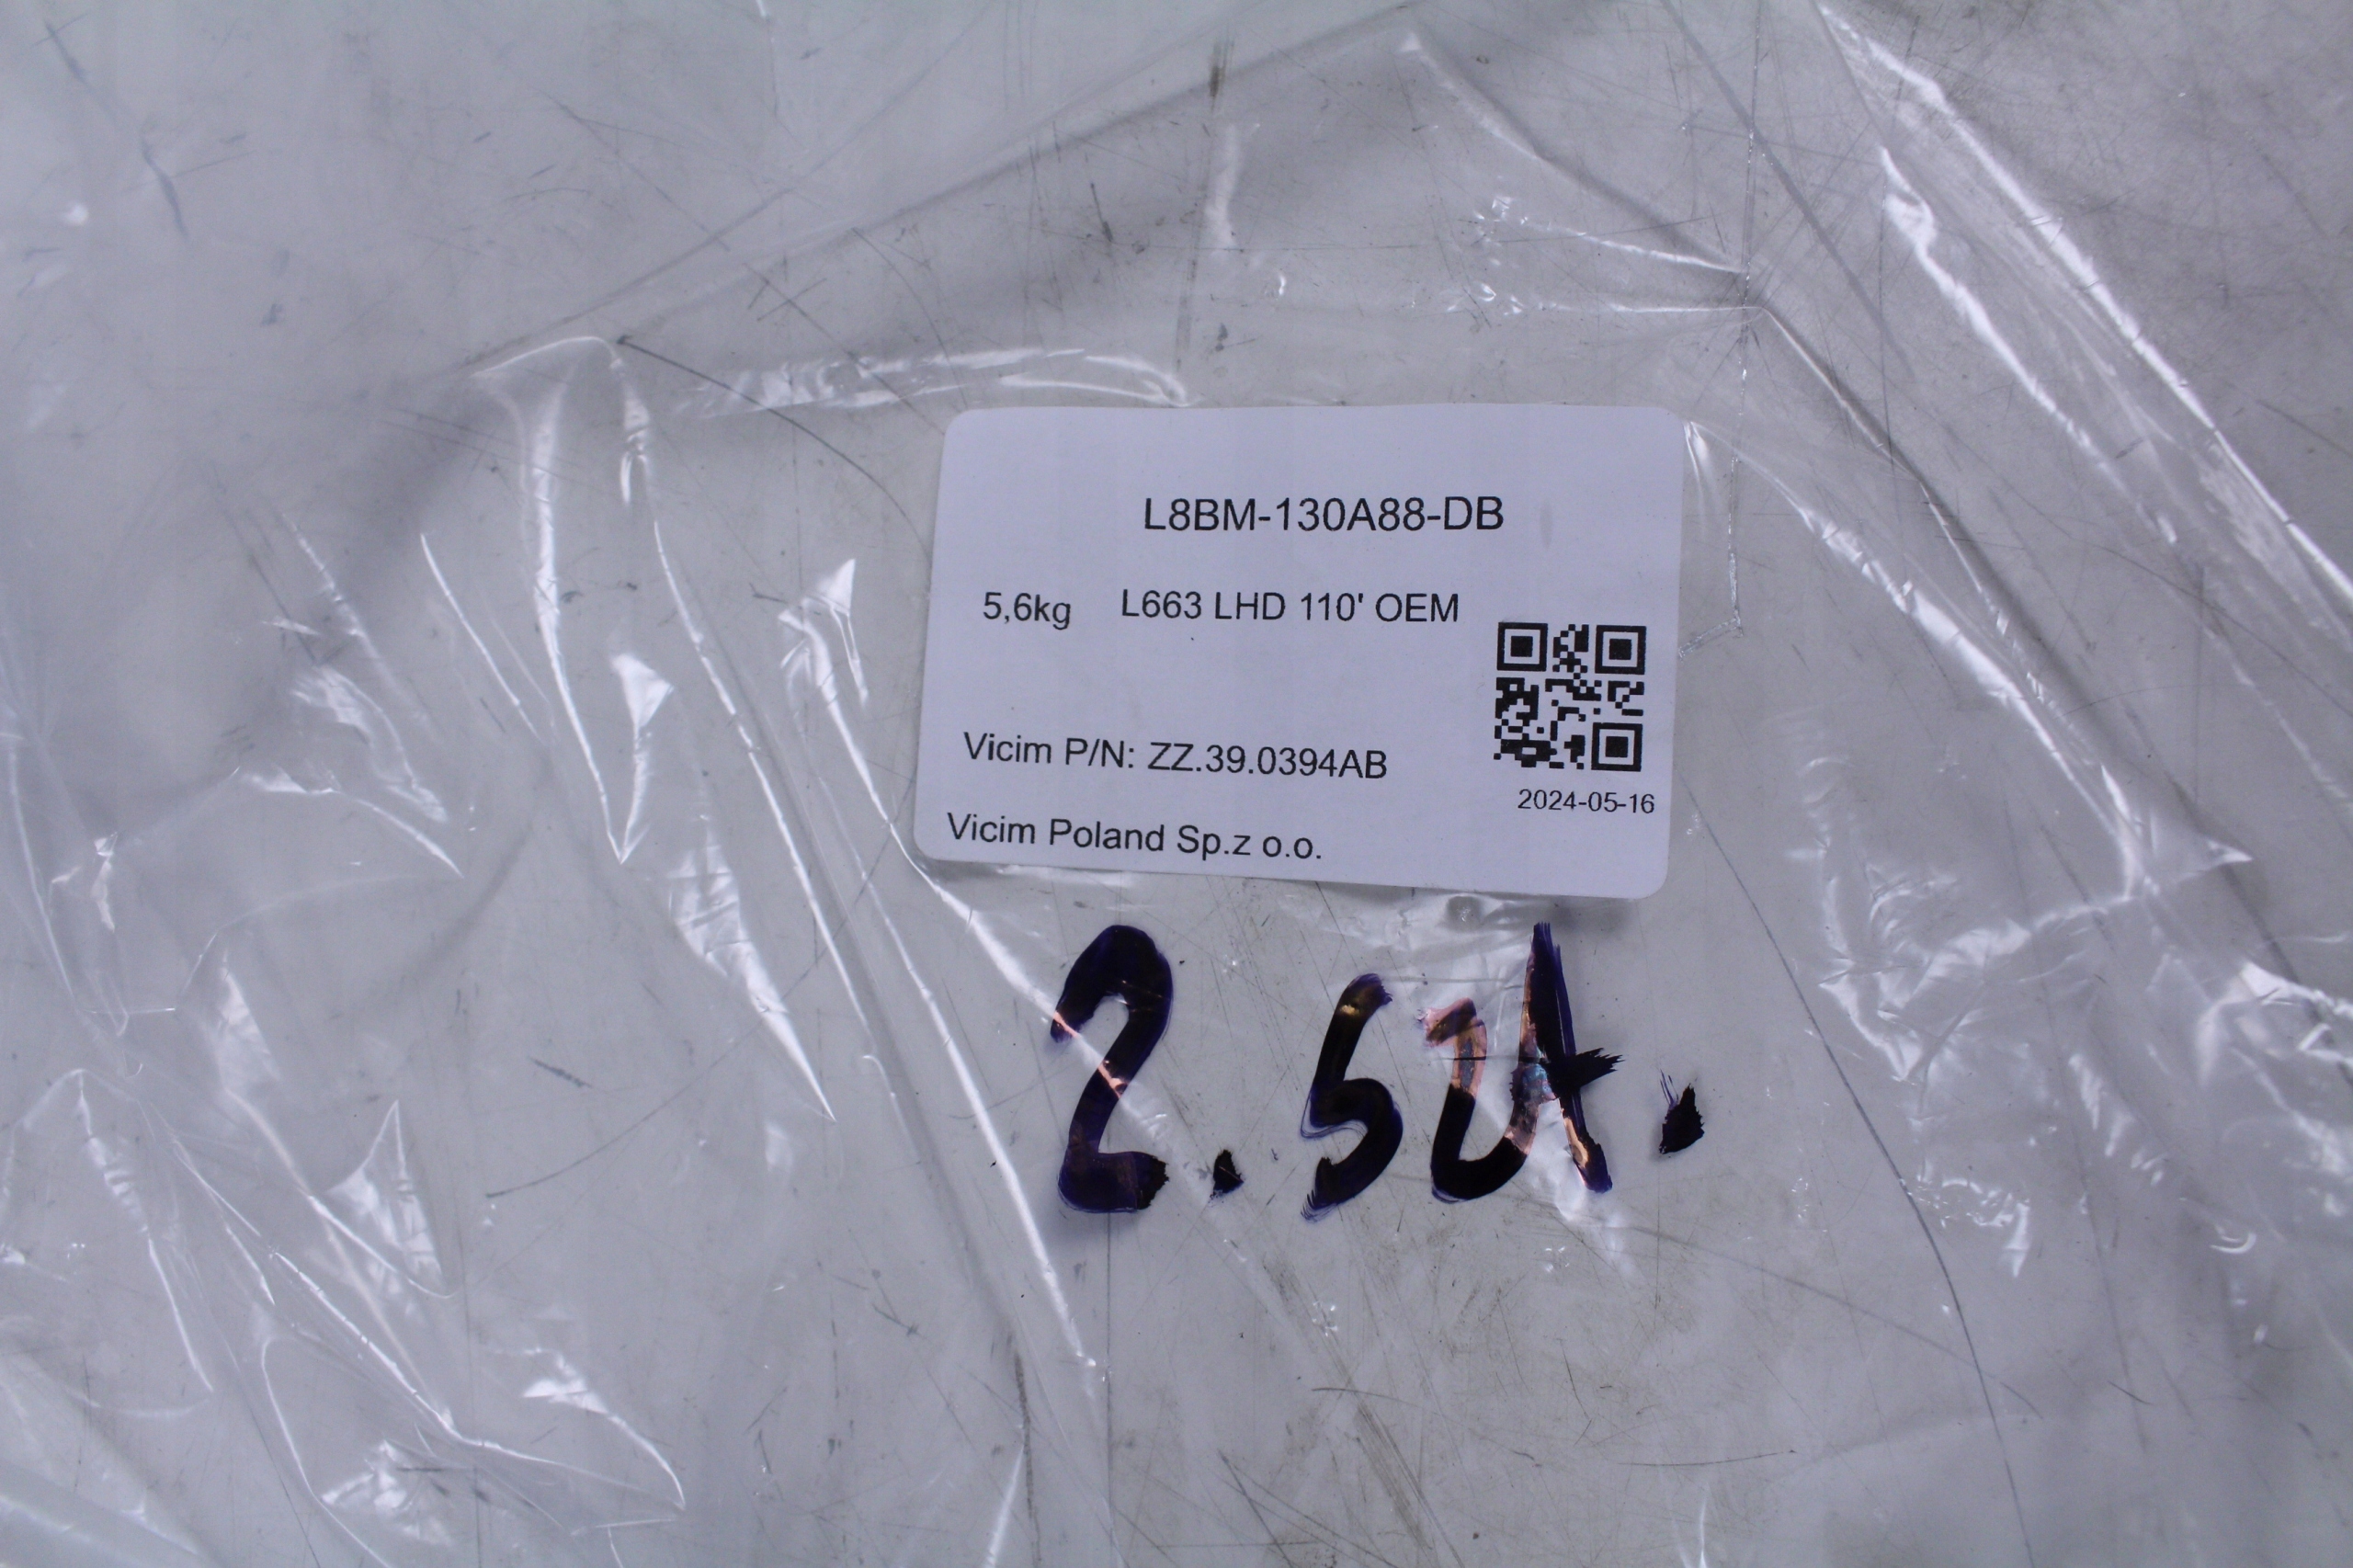 L8BM-130A88-DB
5,6kg L663 LHD 110' OEM
Vicim P/N: ZZ.39.0394AB
2024-05-16
Vicim Poland Sp.z o.o.
2.